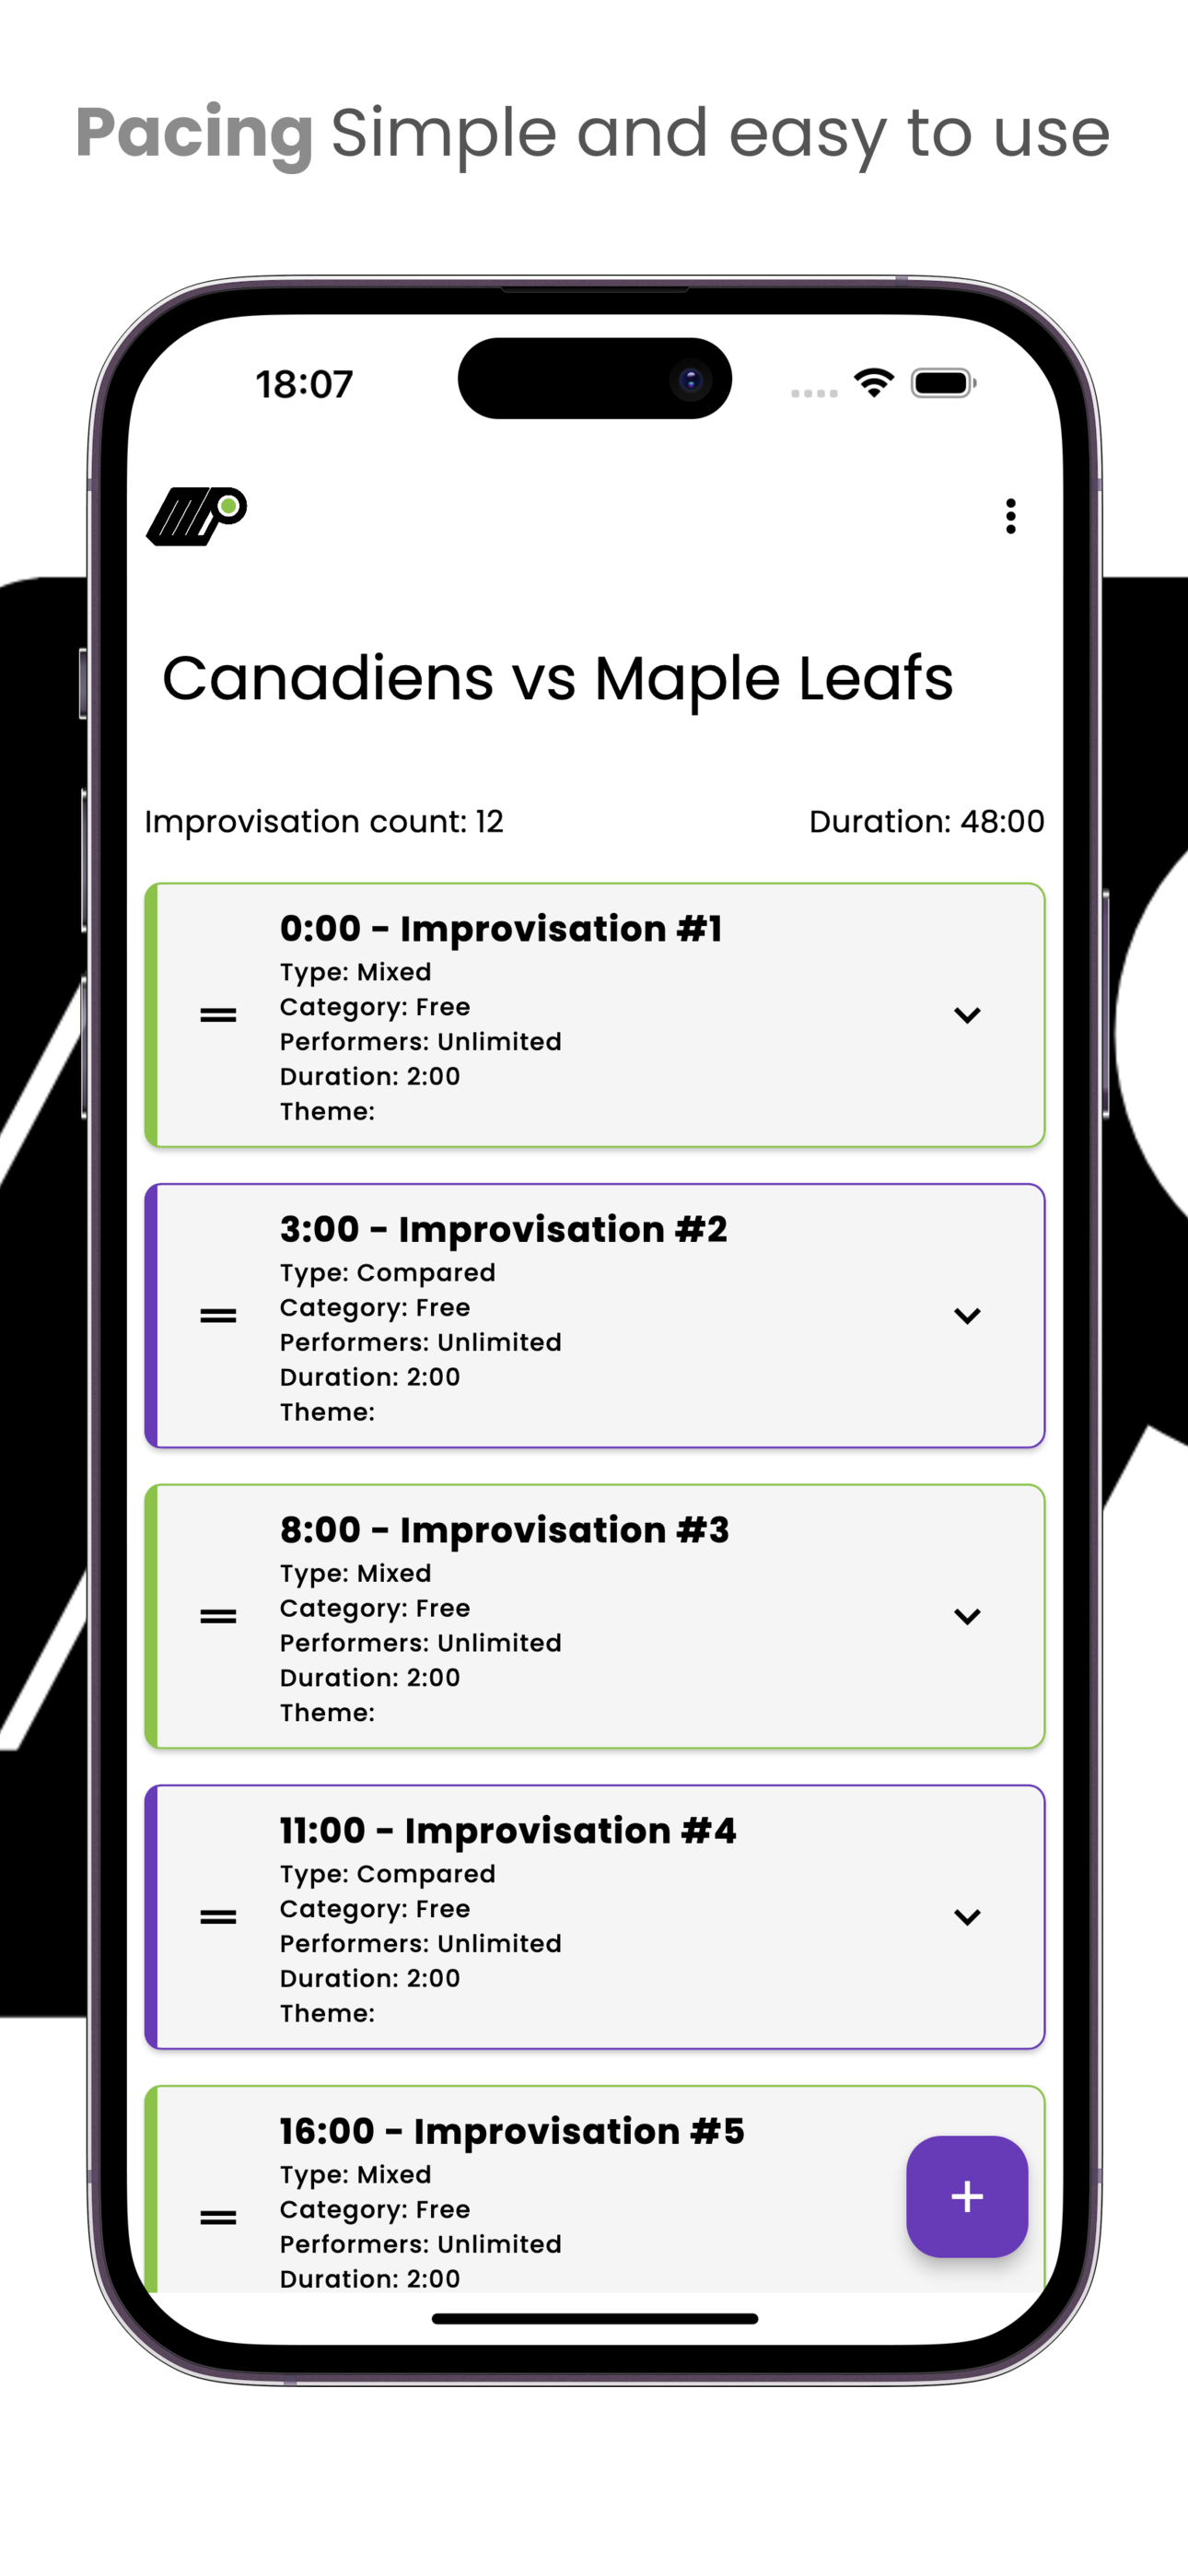 Pacing Simple and easy to use
18:07
MP
Canadiens vs Maple Leafs
Improvisation count: 12
Duration: 48:00
0:00 - Improvisation #1
Type: Mixed
Category: Free
Performers: Unlimited
Duration: 2:00
Theme:
3:00 - Improvisation #2
Type: Compared
Category: Free
Performers: Unlimited
Duration: 2:00
Theme:
8:00 - Improvisation #3
Type: Mixed
Category: Free
Performers: Unlimited
Duration: 2:00
Theme:
11:00 - Improvisation #4
Type: Compared
Category: Free
Performers: Unlimited
Duration: 2:00
Theme:
16:00 - Improvisation #5
Type: Mixed
Category: Free
Performers: Unlimited
Duration: 2:00